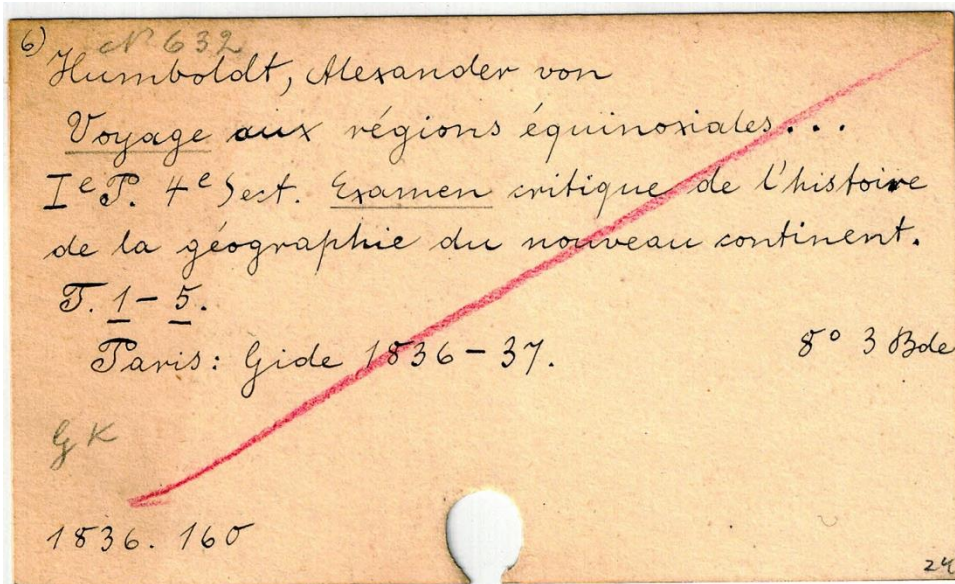 6) N 632
Humboldt, Alexander von
Voyage aux régions équinoxiales...
Ie P. 4e Sect. Examen critique de l'histoire
de la géographie du nouveau continent.
T. 1-5.
Paris: Gide 1836-37. 8° 3 Bde
GK
1836. 160
24